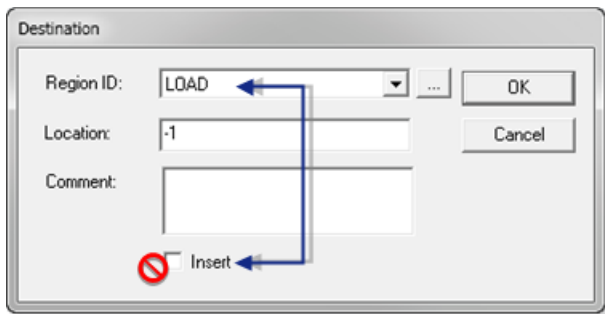 Destination
Region ID: LOAD ... OK
Location: -1 Cancel
Comment:
Insert